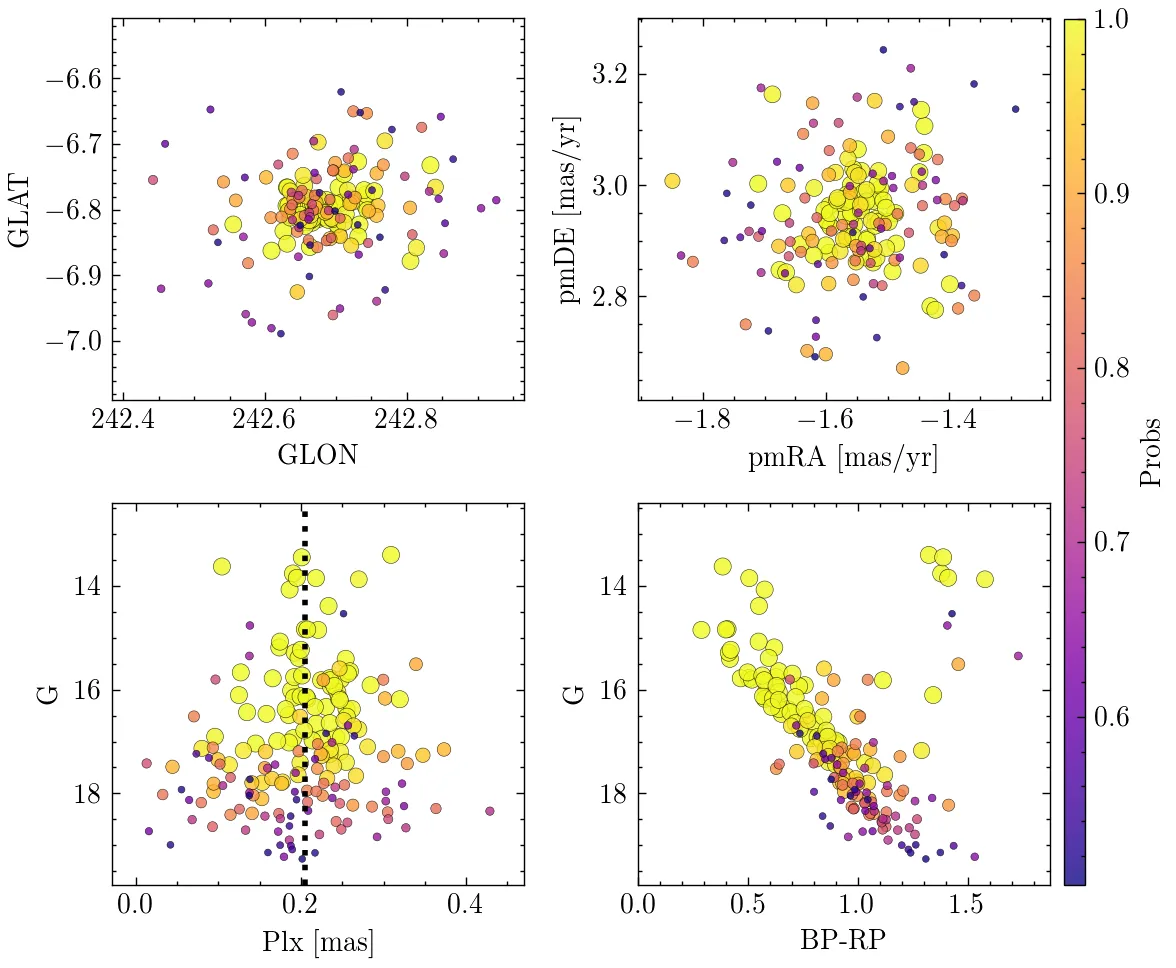 −6.6
−6.7
−6.8
−6.9
−7.0
GLAT
242.4 242.6 242.8
GLON
3.2
3.0
2.8
pmDE [mas/yr]
−1.8 −1.6 −1.4
pmRA [mas/yr]
1.0
0.9
0.8
0.7
0.6
Probs
14
16
18
G
0.0 0.2 0.4
Plx [mas]
14
16
18
G
0.0 0.5 1.0 1.5
BP-RP